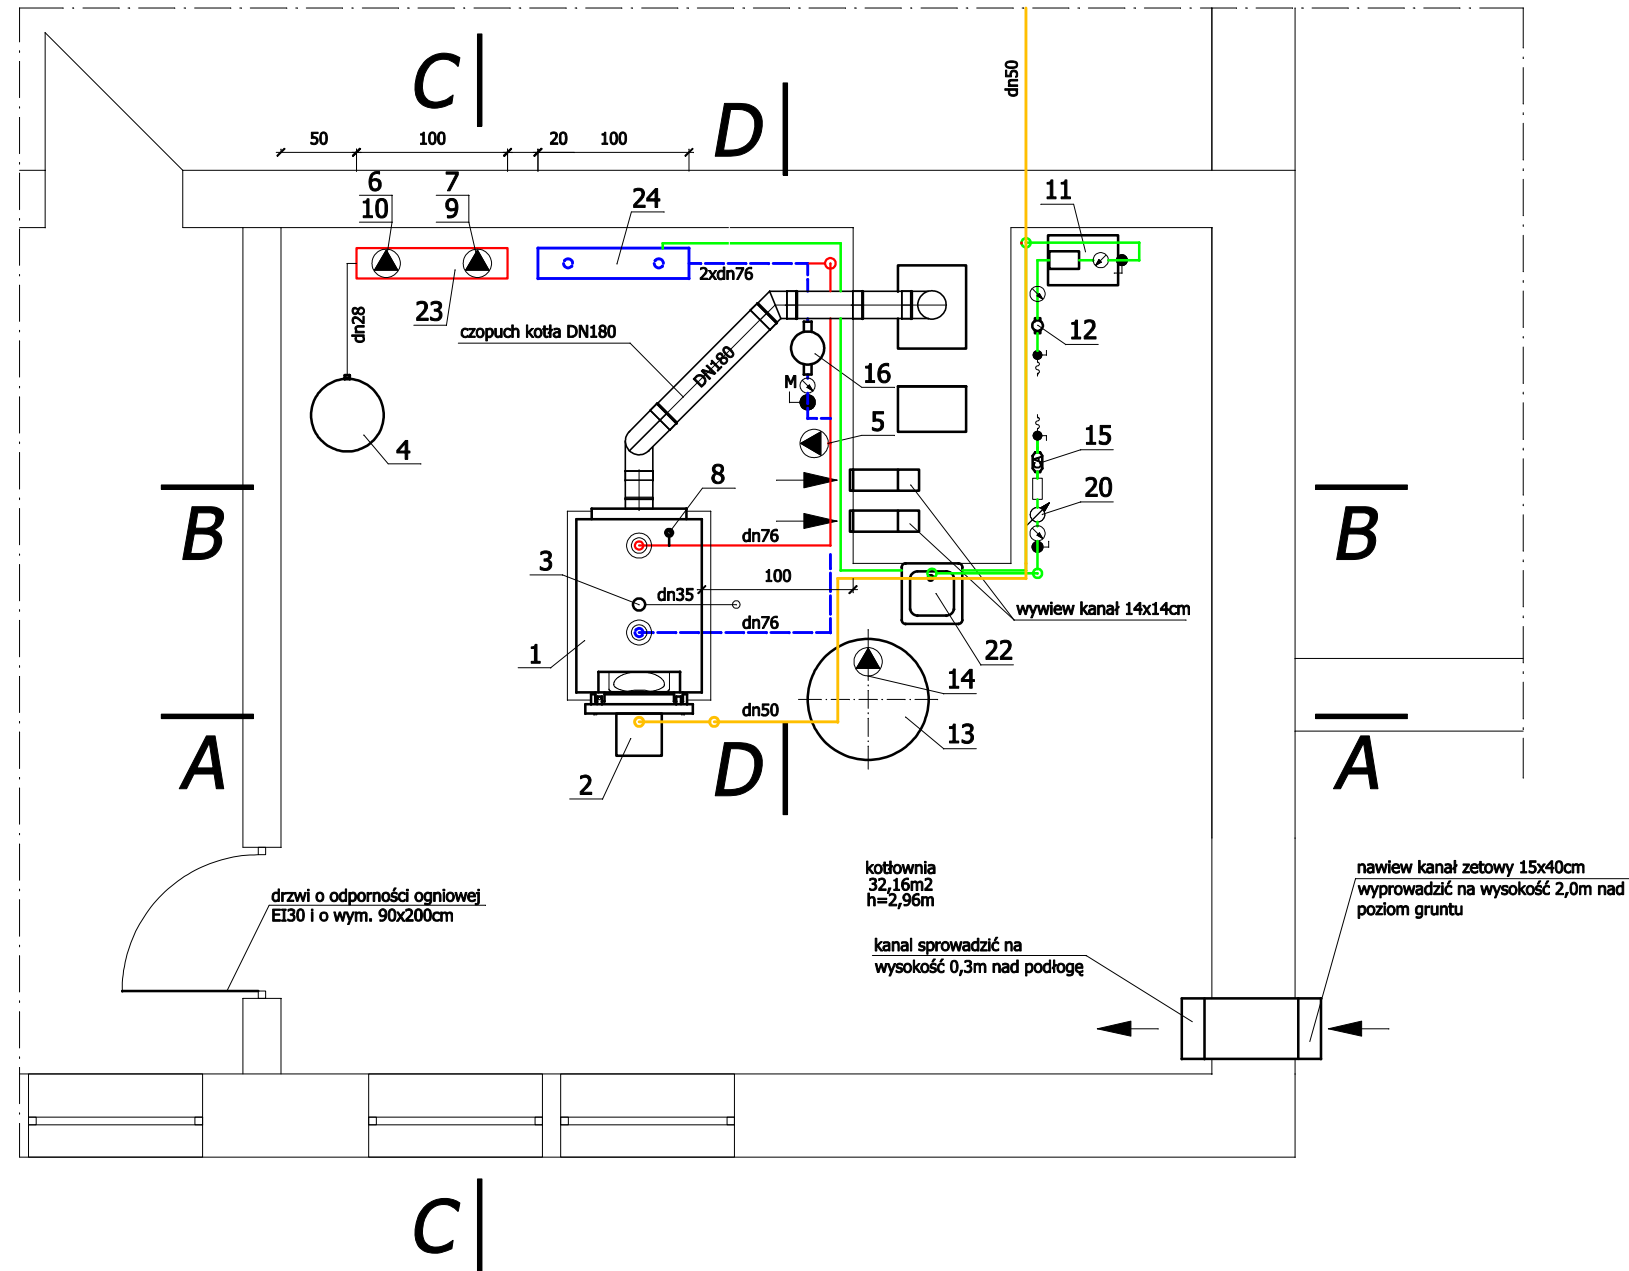 dn50
C
D
50
100
20
100
6
10
7
9
24
11
2xdn76
23
dn28
czopuch kotła DN180
12
DN180
16
M
5
4
15
8
20
B
B
dn76
3
100
dn35
wywiew kanał 14x14cm
dn76
1
22
14
dn50
13
A
D
A
2
kotłownia
32,16m2
h=2,96m
nawiew kanał zetowy 15x40cm
wyprowadzić na wysokość 2,0m nad
poziom gruntu
drzwi o odporności ogniowej
EI30 i o wym. 90x200cm
kanal sprowadzić na
wysokość 0,3m nad podłogę
C